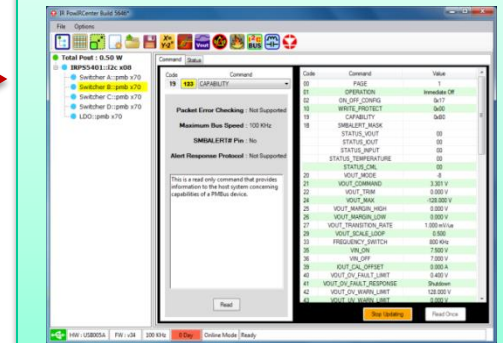 IR PowIRCenter Build 5646*
File Options
Total Pout : 0.50 W
IRPS5401::I2c x08
Switcher A::pmb x70
Switcher B::pmb x70
Switcher C::pmb x70
Switcher D::pmb x70
LDO::pmb x70
Command Status
Code Command
19 133 CAPABILITY
Packet Error Checking : Not Supported
Maximum Bus Speed : 100 KHz
SMBALERT# Pin : No
Alert Response Protocol : Not Supported
This is a read only command that provides
information to the host system concerning
capabilities of a PMBus device.
Read
Code Command Value
00 PAGE 1
01 OPERATION Immediate Off
02 ON_OFF_CONFIG 0x17
10 WRITE_PROTECT 0x00
19 CAPABILITY
1B SMBALERT_MASK
STATUS_VOUT 00
STATUS_IOUT 00
STATUS_INPUT 00
STATUS_TEMPERATURE 00
STATUS_CML 00
20 VOUT_MODE -8
21 VOUT_COMMAND 3.301 V
22 VOUT_TRIM 0.000 V
24 VOUT_MAX -128.000 V
25 VOUT_MARGIN_HIGH 0.000 V
26 VOUT_MARGIN_LOW 0.000 V
27 VOUT_TRANSITION_RATE 1.000 mV/us
29 VOUT_SCALE_LOOP 0.500
33 FREQUENCY_SWITCH 800 KHz
35 VIN_ON 7.500 V
36 VIN_OFF 7.000 V
39 IOUT_CAL_OFFSET 0.000 A
40 VOUT_OV_FAULT_LIMIT 0.400 V
41 VOUT_OV_FAULT_RESPONSE Shutdown
42 VOUT_OV_WARN_LIMIT 128.000 V
43 VOUT_UV_WARN_LIMIT 0.000 V
Stop Updating Read Once
HW : USB005A FW : v34 100 KHz 0 Day Online Mode Ready